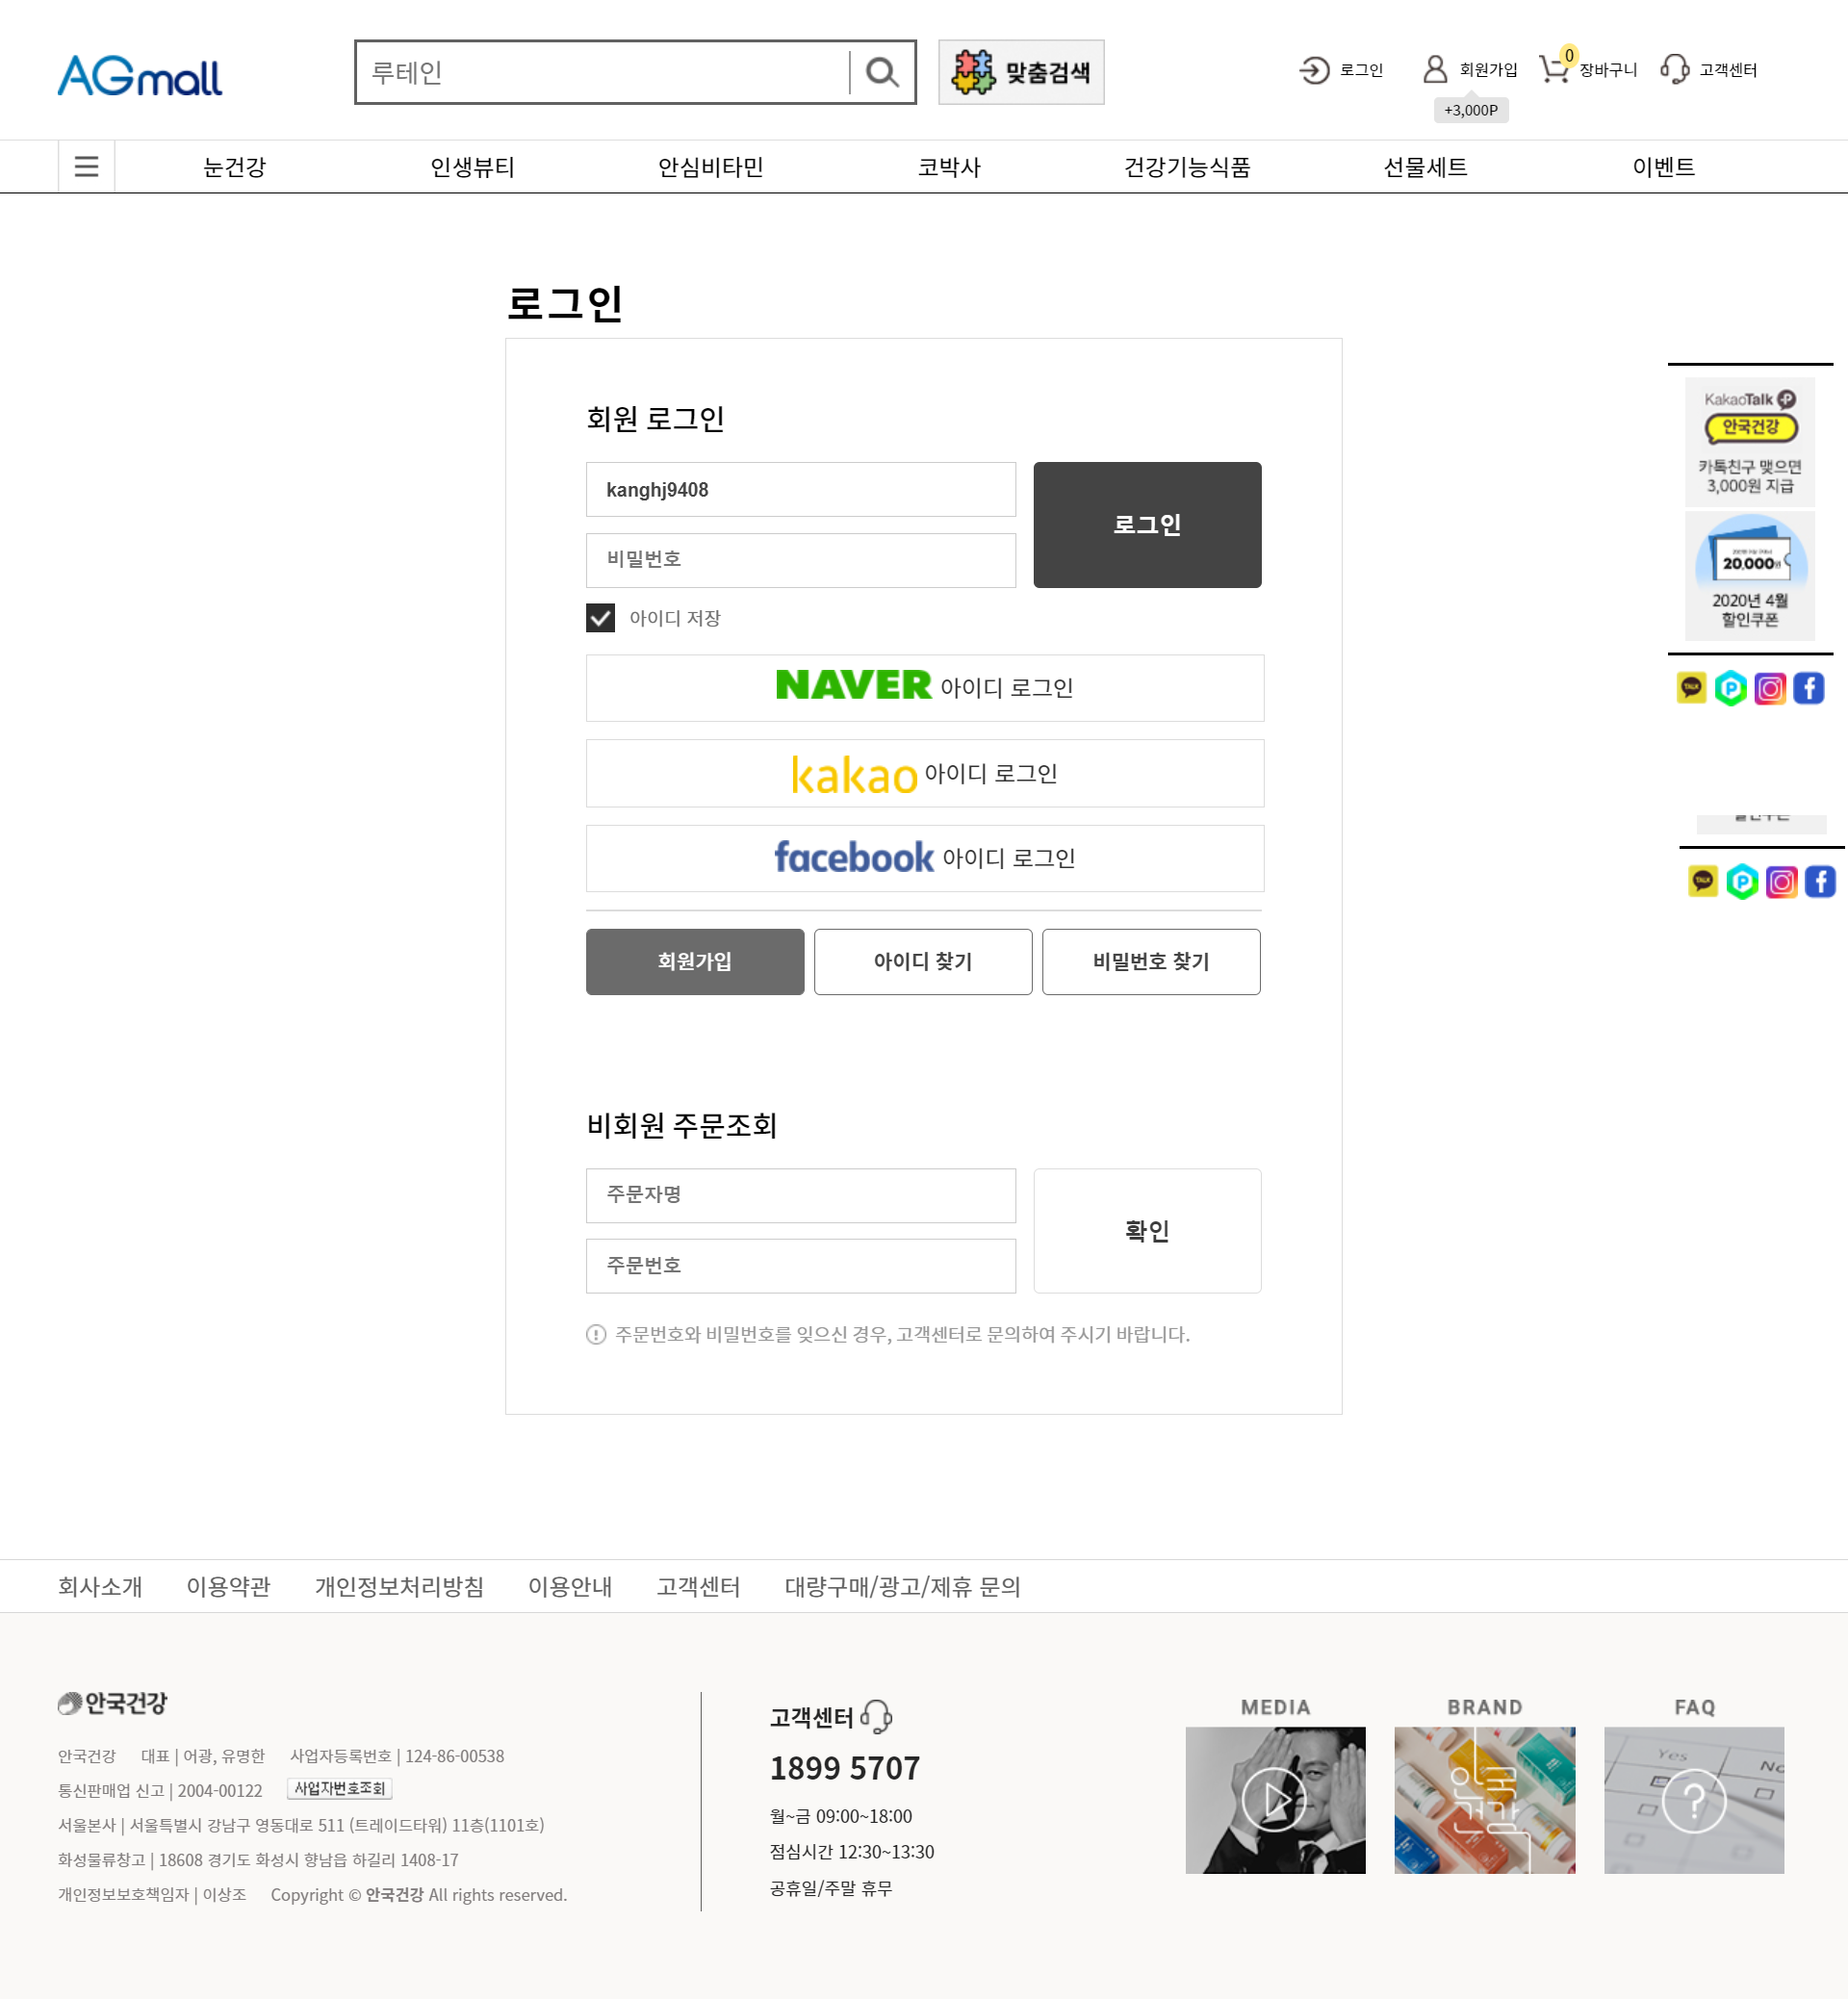 AGmall
루테인
맞춤검색
로그인
회원가입
0
장바구니
고객센터
+3,000P
눈건강
인생뷰티
안심비타민
코박사
건강기능식품
선물세트
이벤트
로그인
회원 로그인
kanghj9408
비밀번호
로그인
아이디 저장
NAVER 아이디 로그인
kakao 아이디 로그인
facebook 아이디 로그인
회원가입
아이디 찾기
비밀번호 찾기
비회원 주문조회
주문자명
주문번호
확인
주문번호와 비밀번호를 잊으신 경우, 고객센터로 문의하여 주시기 바랍니다.
KakaoTalk P
안국건강
카톡친구 맺으면
3,000원 지급
20,000원
2020년 4월
할인쿠폰
TALK
TALK
회사소개
이용약관
개인정보처리방침
이용안내
고객센터
대량구매/광고/제휴 문의
안국건강
안국건강 대표 | 어광, 유명한 사업자등록번호 | 124-86-00538
통신판매업 신고 | 2004-00122 사업자번호조회
서울본사 | 서울특별시 강남구 영동대로 511 (트레이드타워) 11층(1101호)
화성물류창고 | 18608 경기도 화성시 향남읍 하길리 1408-17
개인정보보호책임자 | 이상조 Copyright © 안국건강 All rights reserved.
고객센터
1899 5707
월~금 09:00~18:00
점심시간 12:30~13:30
공휴일/주말 휴무
MEDIA
BRAND
안국
건강
FAQ
Yes
No
?